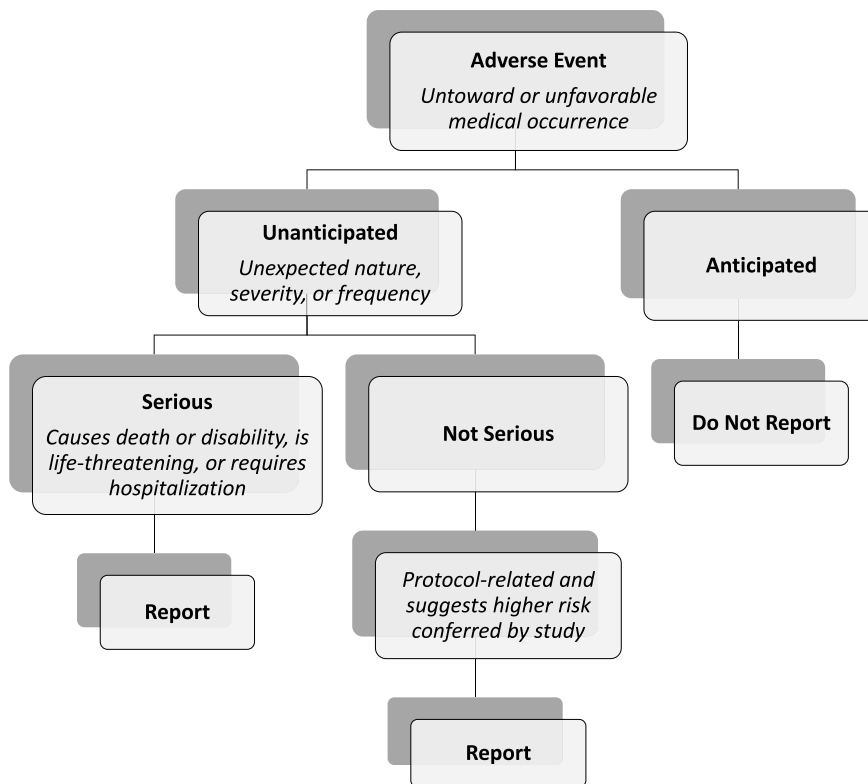 Adverse Event
Untoward or unfavorable
medical occurrence
Unanticipated
Unexpected nature,
severity, or frequency
Anticipated
Serious
Causes death or disability, is
life-threatening, or requires
hospitalization
Not Serious
Do Not Report
Report
Protocol-related and
suggests higher risk
conferred by study
Report